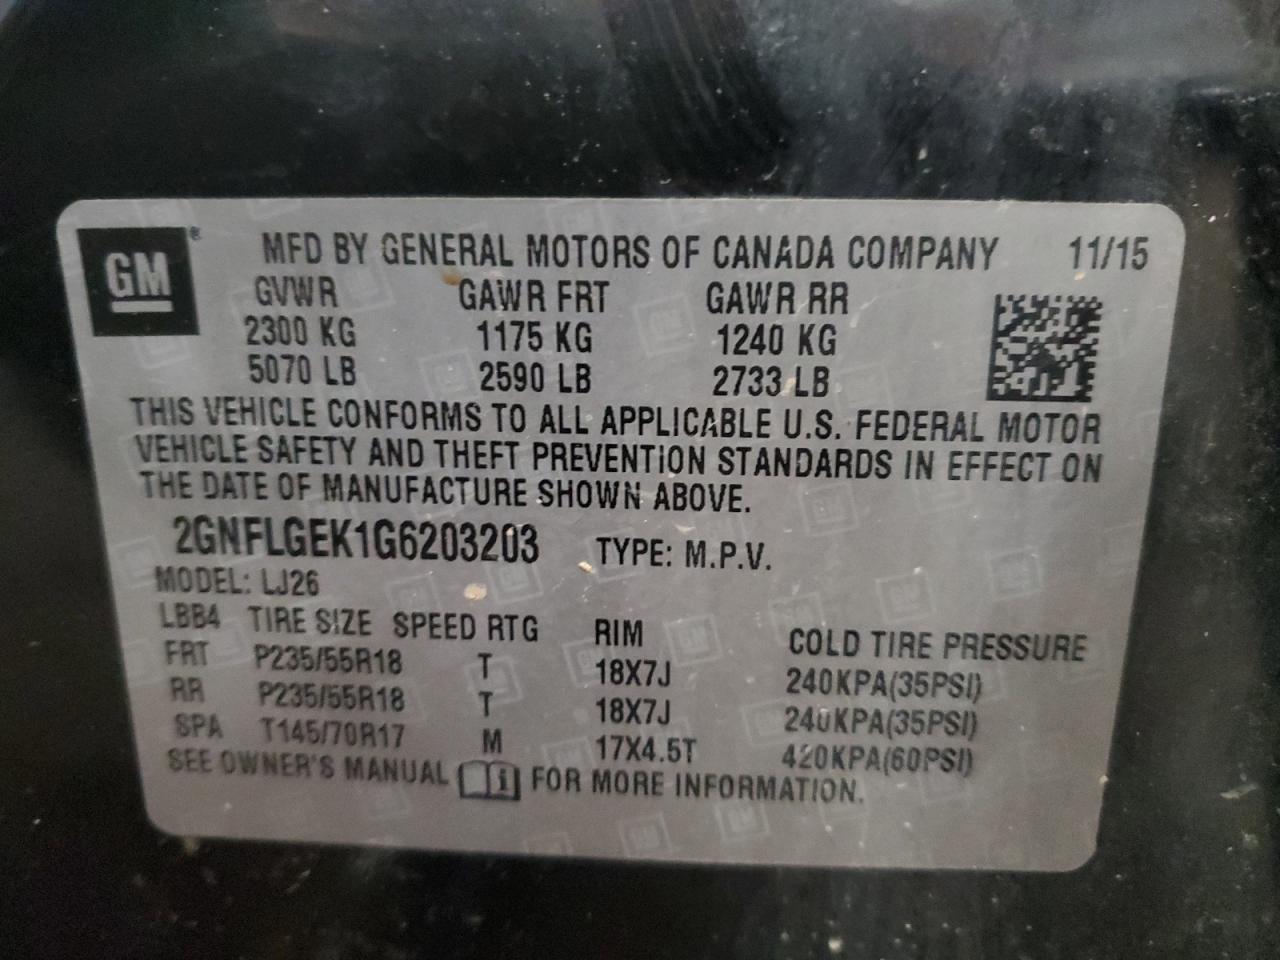 GM®
MFD BY GENERAL MOTORS OF CANADA COMPANY 11/15
GVWR GAWR FRT GAWR RR
2300 KG 1175 KG 1240 KG
5070 LB 2590 LB 2733 LB
THIS VEHICLE CONFORMS TO ALL APPLICABLE U.S. FEDERAL MOTOR
VEHICLE SAFETY AND THEFT PREVENTION STANDARDS IN EFFECT ON
THE DATE OF MANUFACTURE SHOWN ABOVE.
2GNFLGEK1G6203203 TYPE: M.P.V.
MODEL: LJ26
LBB4 TIRE SIZE SPEED RTG RIM COLD TIRE PRESSURE
FRT P235/55R18 T 18X7J 240KPA(35PSI)
RR P235/55R18 T 18X7J 240KPA(35PSI)
SPA T145/70R17 M 17X4.5T 420KPA(60PSI)
SEE OWNER'S MANUAL i FOR MORE INFORMATION.